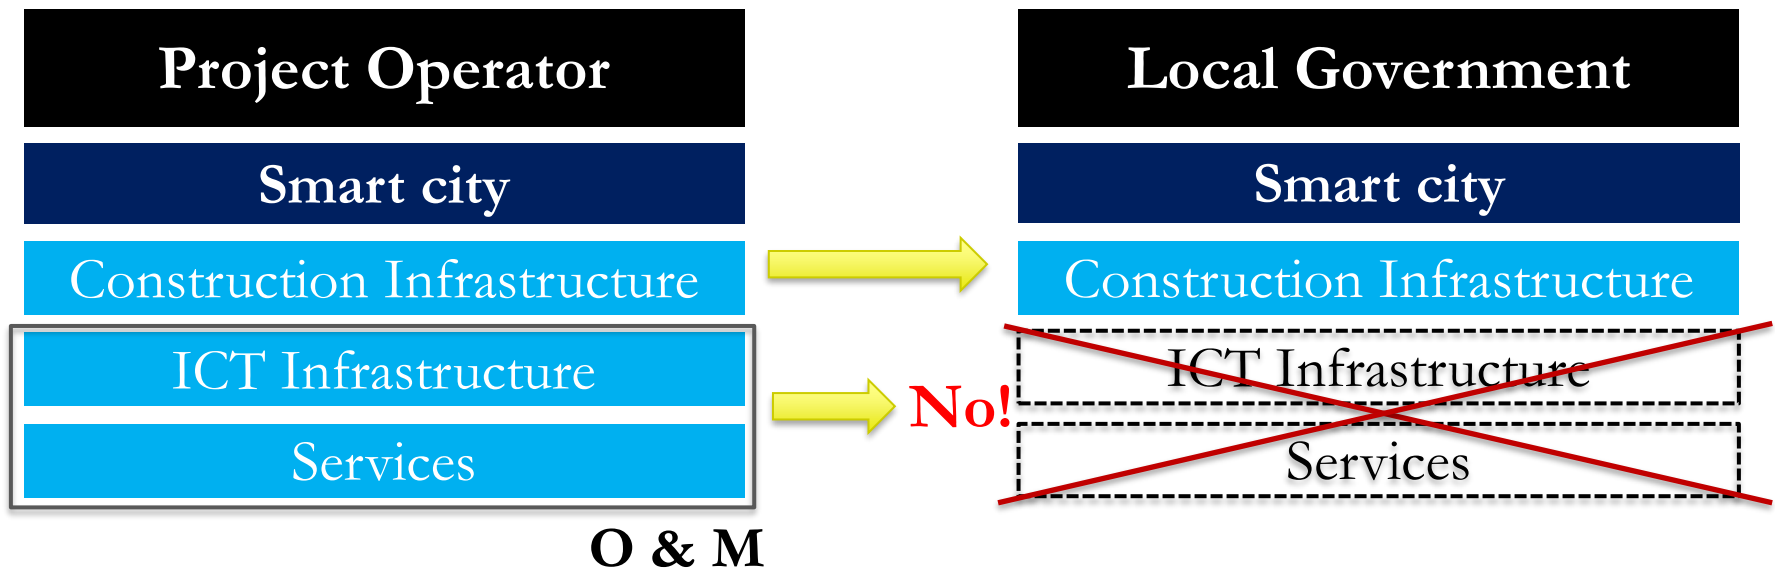 Project Operator
Local Government
Smart city
Smart city
Construction Infrastructure
Construction Infrastructure
ICT Infrastructure
No!
ICT Infrastructure
Services
Services
O & M